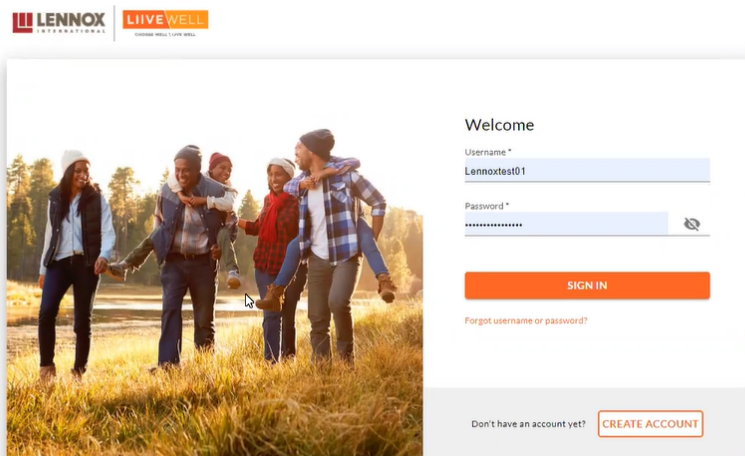 LENNOX
INTERNATIONAL
LIIVEWELL
CHOOSE WELL \ LIVE WELL
Welcome
Username *
Lennoxtest01
Password *
••••••••••••••••
SIGN IN
Forgot username or password?
Don't have an account yet?
CREATE ACCOUNT